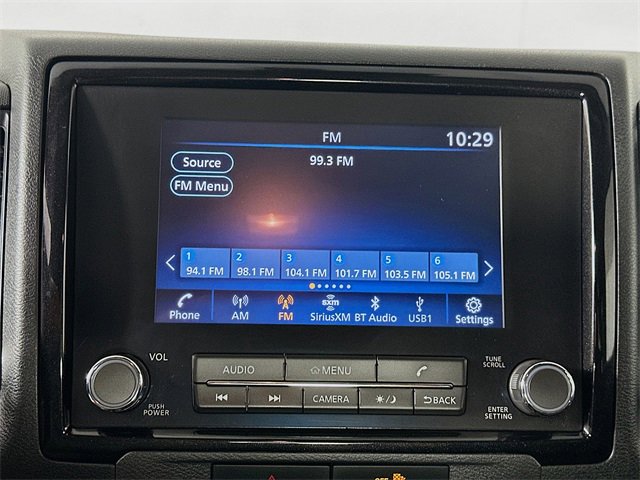 FM
10:29
Source
99.3 FM
FM Menu
1 2 3 4 5 6
94.1 FM 98.1 FM 104.1 FM 101.7 FM 103.5 FM 105.1 FM
sxm
Phone AM FM SiriusXM BT Audio USB1 Settings
VOL
AUDIO MENU
TUNE
SCROLL
PUSH
POWER
CAMERA BACK
ENTER
SETTING
OFF